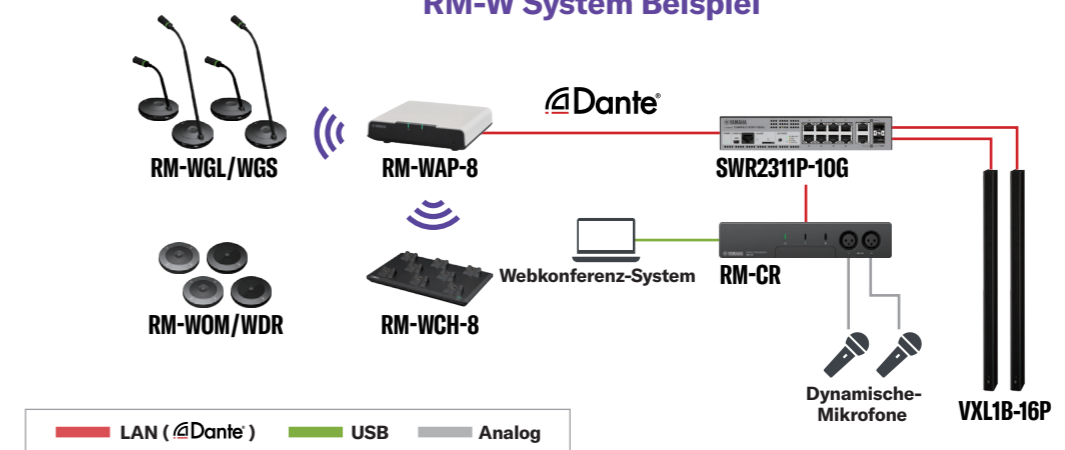 RM-W System Beispiel
Dante®
RM-WGL/WGS
RM-WAP-8
SWR2311P-10G
Webkonferenz-System
RM-CR
RM-WOM/WDR
RM-WCH-8
Dynamische-
Mikrofone
VXL1B-16P
LAN ( Dante® )
USB
Analog